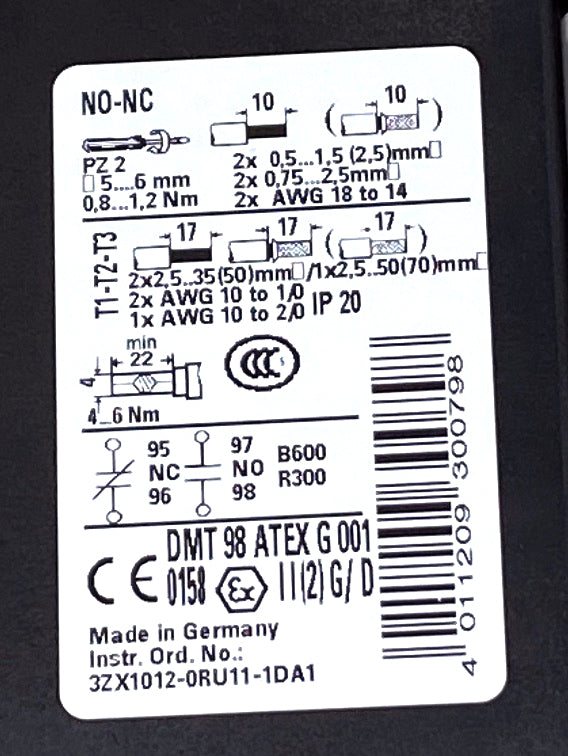 NO-NC
10 ( 10 )
PZ 2
5....6 mm
0,8...1,2 Nm
2x 0,5...1,5 (2,5)mm□
2x 0,75...2,5mm□
2x AWG 18 to 14
T1-T2-T3
17 17 ( 17 )
2x2,5..35(50)mm□/1x2,5..50(70)mm□
2x AWG 10 to 1/0
1x AWG 10 to 2/0 IP 20
min
22
4
4...6 Nm
CCC S
95 97 B600
NC NO R300
96 98
DMT 98 ATEX G 001
CE 0158 Ex II(2) G/ D
Made in Germany
Instr. Ord. No.:
3ZX1012-0RU11-1DA1
4 011209 300798